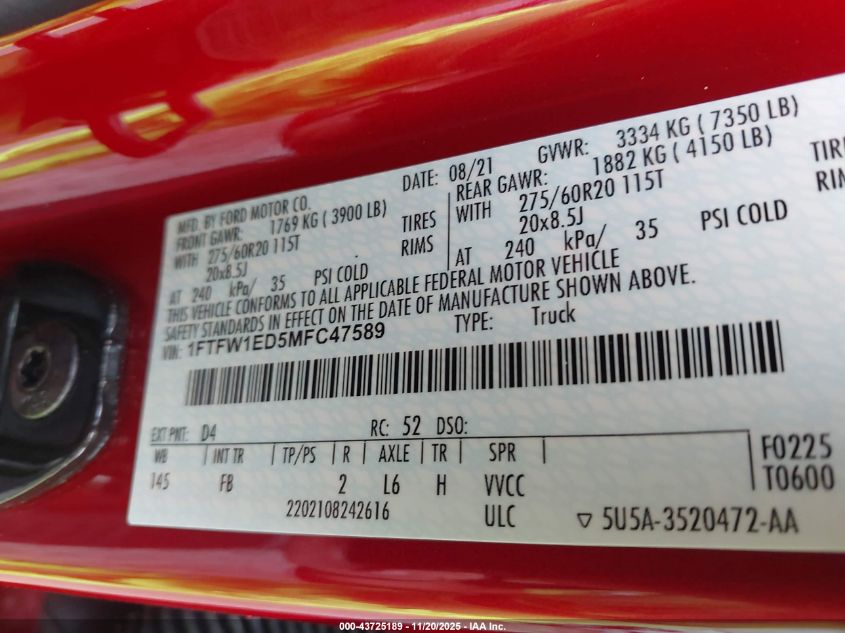 MFD. BY FORD MOTOR CO.
DATE: 08/21
GVWR: 3334 KG ( 7350 LB)
FRONT GAWR: 1769 KG ( 3900 LB)
REAR GAWR: 1882 KG ( 4150 LB)
WITH 275/60R20 115T TIRES
WITH 275/60R20 115T TIRE
20x8.5J RIMS
20x8.5J RIM
AT 240 kPa/ 35 PSI COLD
AT 240 kPa/ 35 PSI COLD
THIS VEHICLE CONFORMS TO ALL APPLICABLE FEDERAL MOTOR VEHICLE
SAFETY STANDARDS IN EFFECT ON THE DATE OF MANUFACTURE SHOWN ABOVE.
VIN: 1FTFW1ED5MFC47589 TYPE: Truck
EXT PNT: D4 RC: 52 DSO:
WB INT TR TP/PS R AXLE TR SPR
F0225
145 FB 2 L6 H VVCC
T0600
2202108242616 ULC 5U5A-3520472-AA
000-43725189 - 11/20/2025 - IAA Inc.